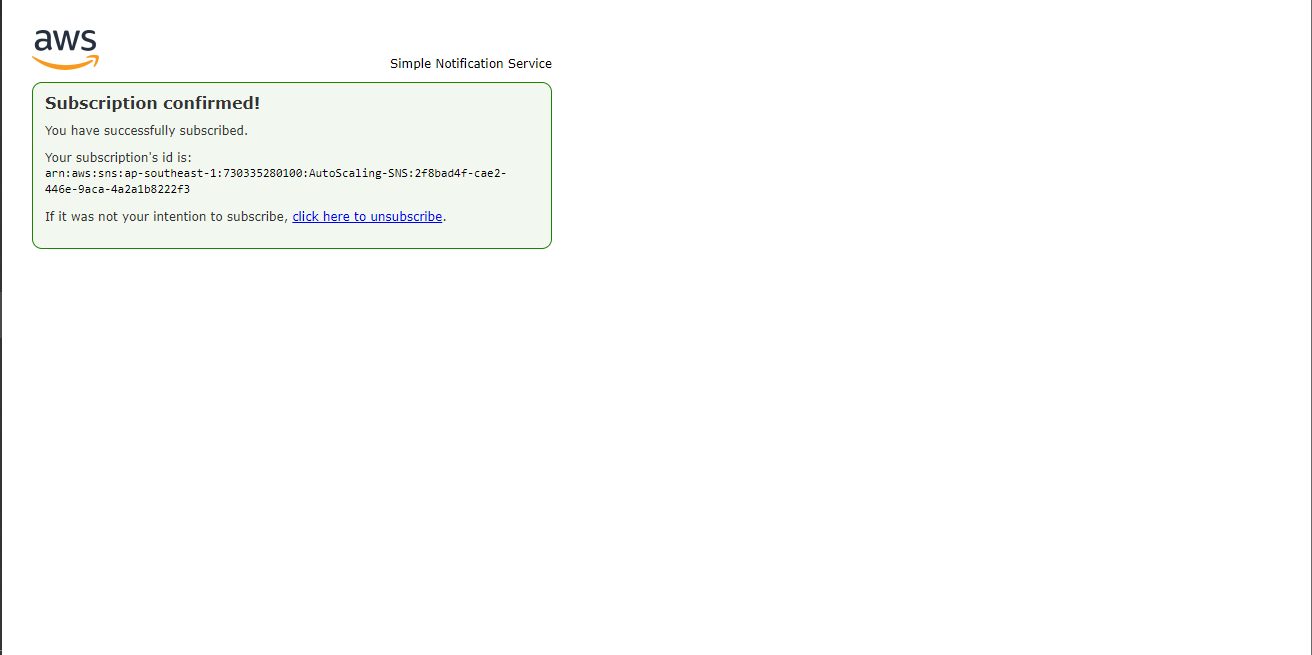 aws
Simple Notification Service
Subscription confirmed!
You have successfully subscribed.
Your subscription's id is:
arn:aws:sns:ap-southeast-1:730335280100:AutoScaling-SNS:2f8bad4f-cae2-
446e-9aca-4a2a1b8222f3
If it was not your intention to subscribe, click here to unsubscribe.